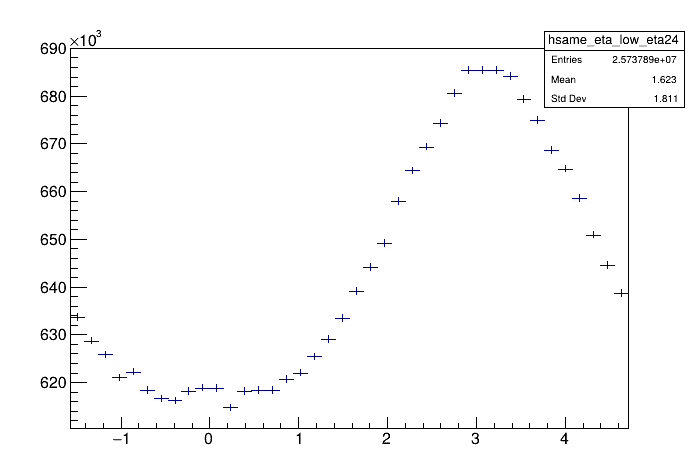 ×10³
hsame_eta_low_eta24
Entries 2.573789e+07
Mean 1.623
Std Dev 1.811
690
680
670
660
650
640
630
620
−1 0 1 2 3 4